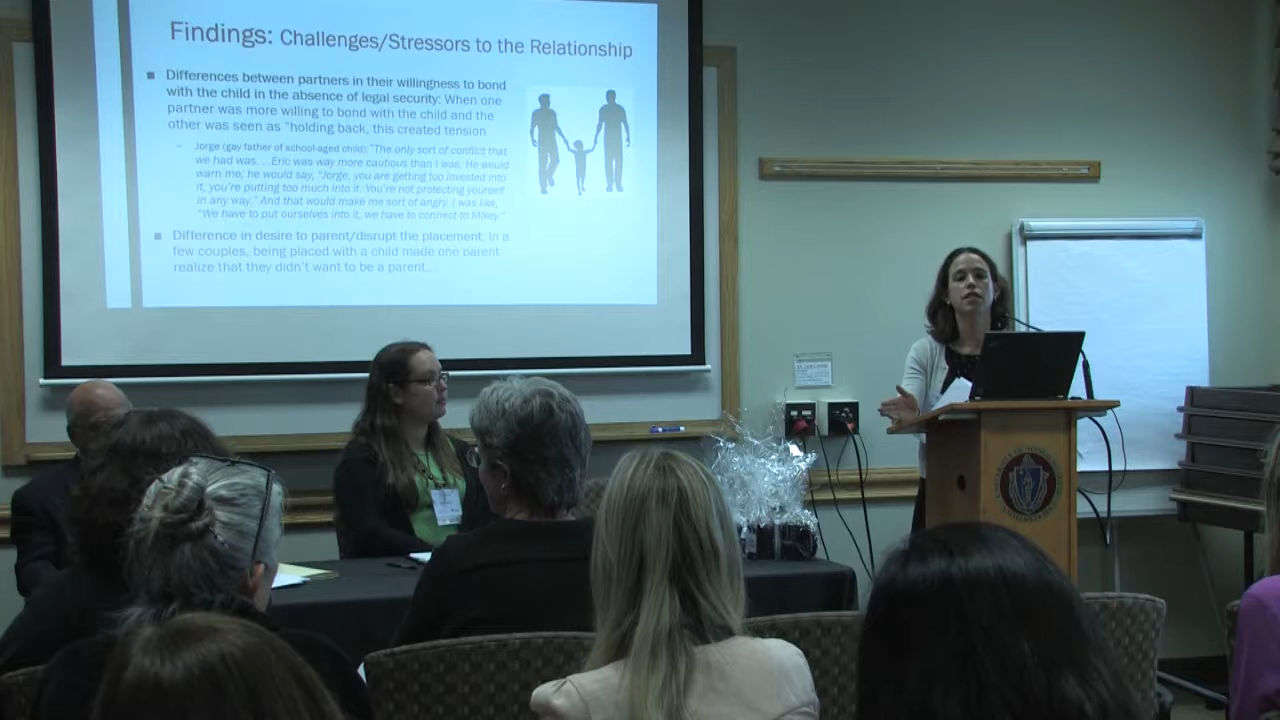 Findings: Challenges/Stressors to the Relationship
Differences between partners in their willingness to bond
with the child in the absence of legal security: When one
partner was more willing to bond with the child and the
other was seen as "holding back, this created tension
Jorge (gay father of school-aged child): "The only sort of conflict that
we had was. . .Eric was way more cautious than I was. He would
warn me, he would say, "Jorge, you are getting too invested into
it, you're putting too much into it. You're not protecting yourself
in any way." And that would make me sort of angry. I was like,
"We have to put ourselves into it, we have to connect to Mikey."
Difference in desire to parent/disrupt the placement: In a
few couples, being placed with a child made one parent
realize that they didn't want to be a parent...